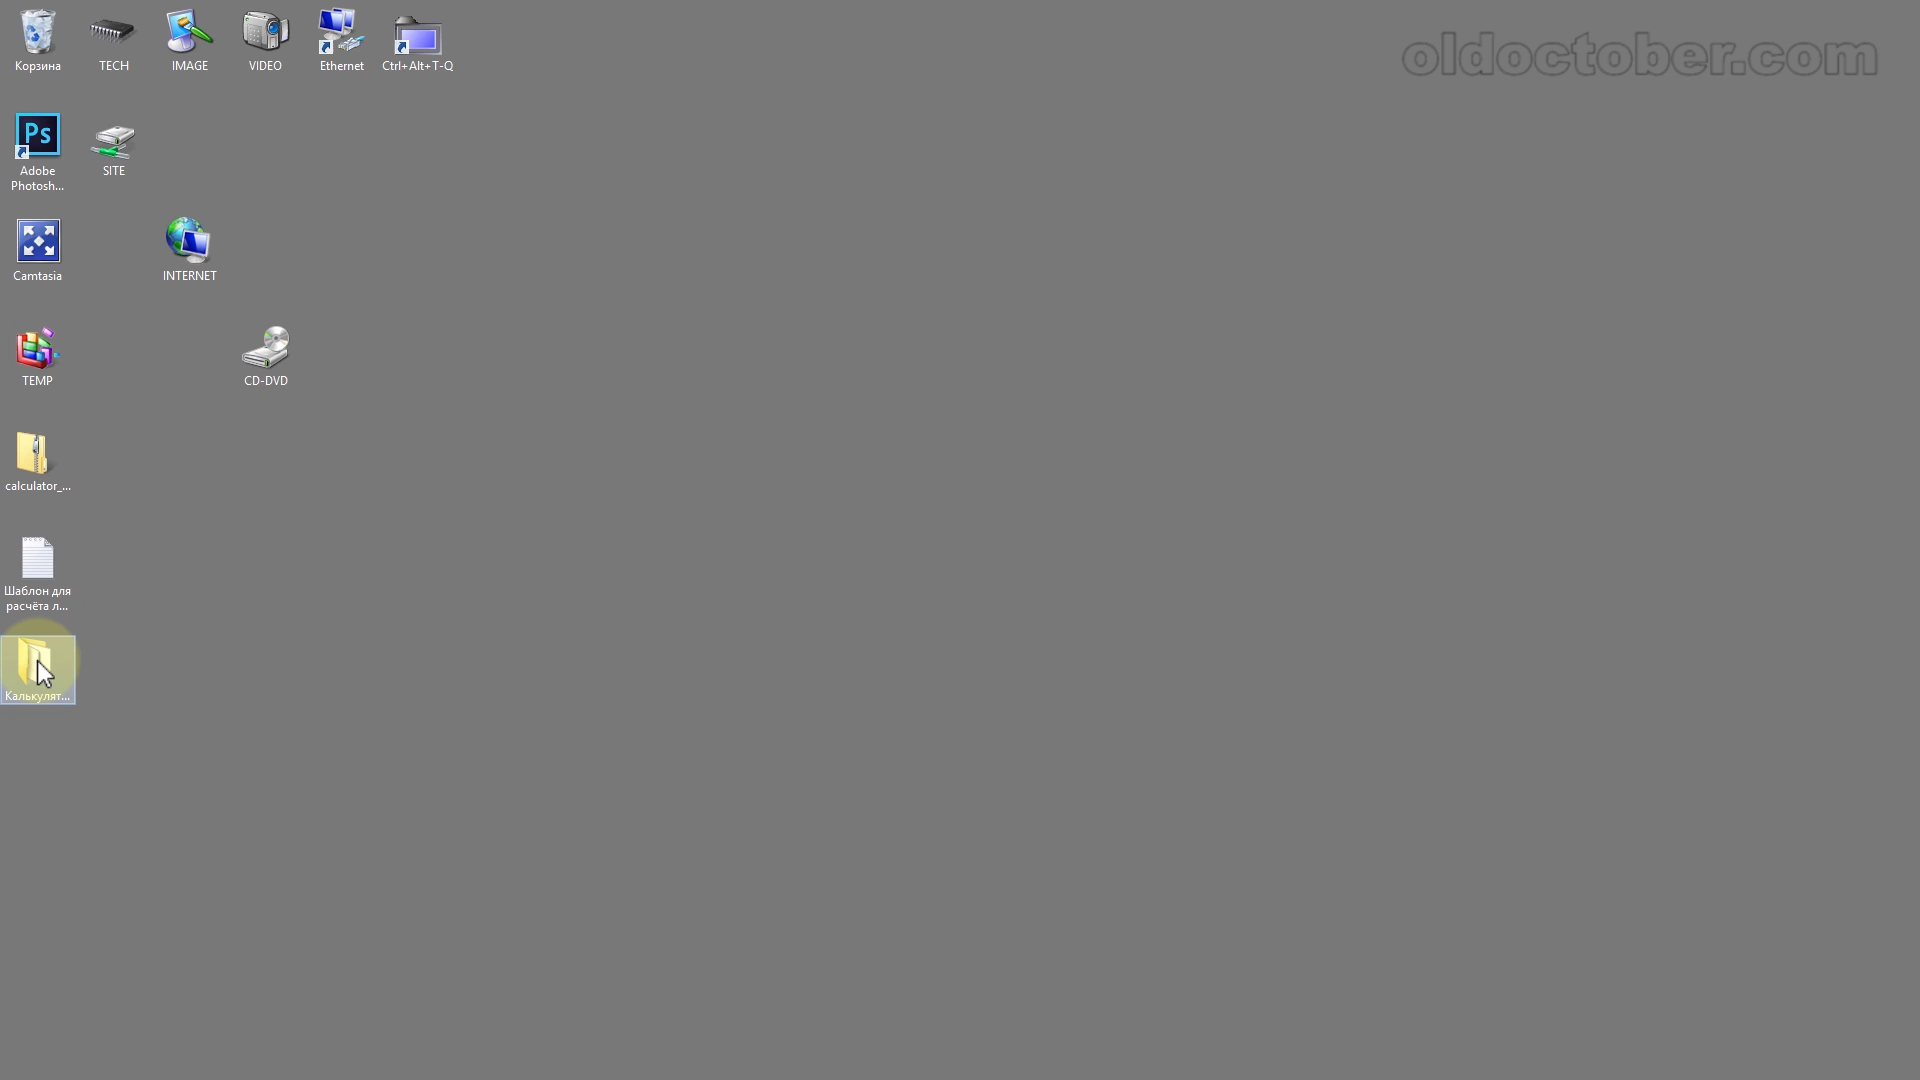 oldoctober.com
Корзина
TECH
IMAGE
VIDEO
Ethernet
Ctrl+Alt+T-Q
Ps
Adobe
Photosh...
SITE
Camtasia
INTERNET
TEMP
CD-DVD
calculator_...
Шаблон для
расчёта л...
Калькулят...